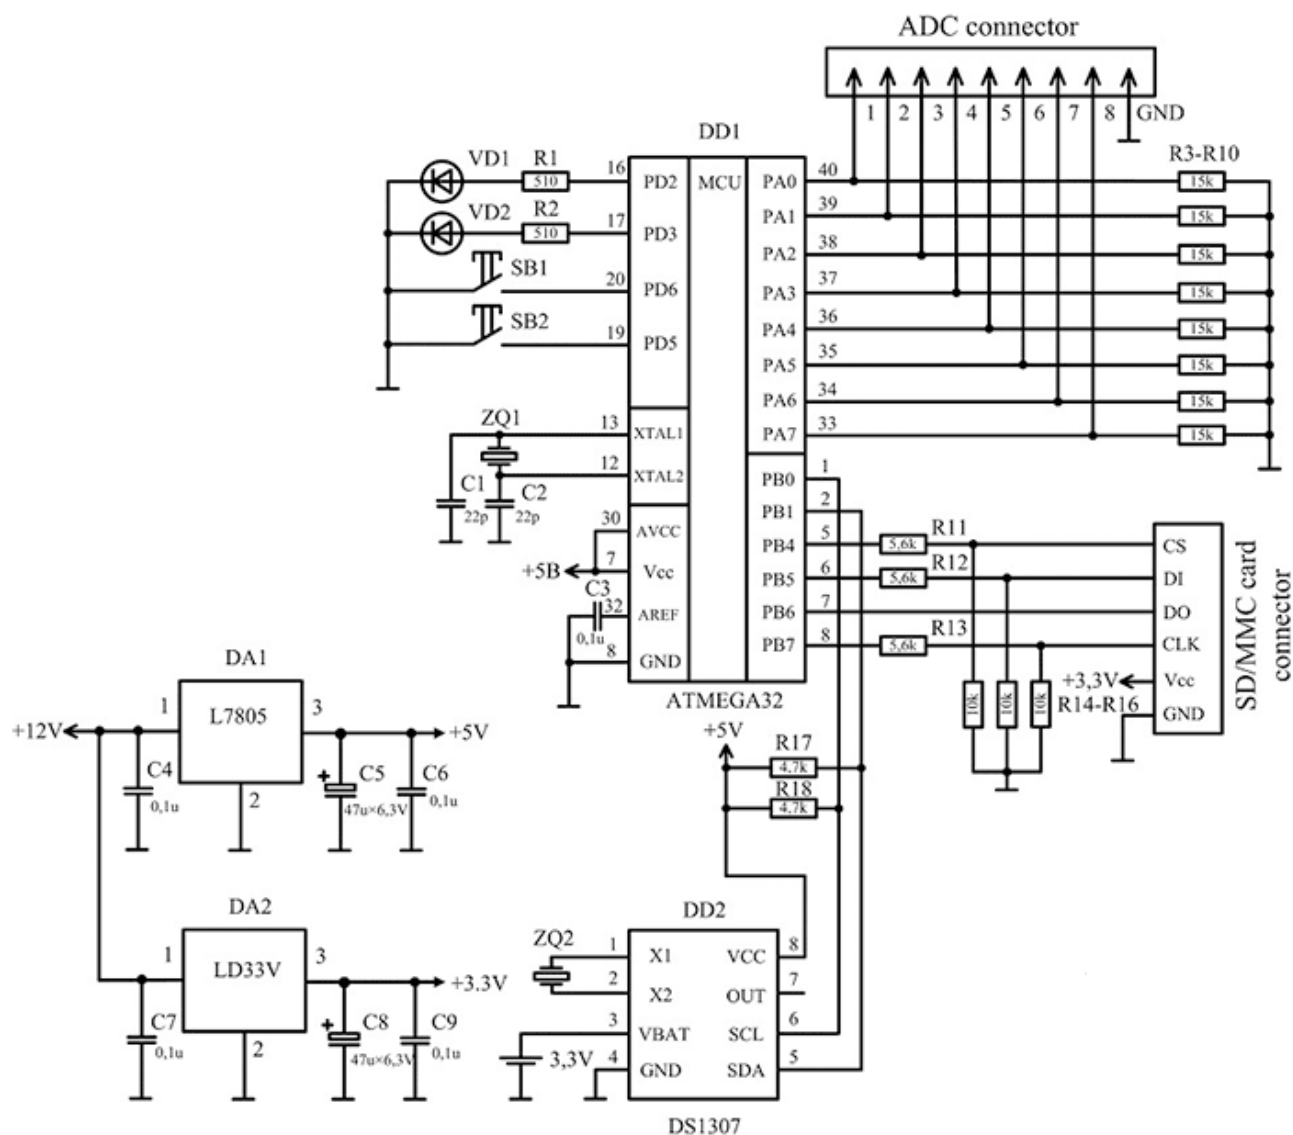 ADC connector
1 2 3 4 5 6 7 8 GND
DD1
MCU
VD1 R1 510 16 PD2
VD2 R2 510 17 PD3
SB1 20 PD6
SB2 19 PD5
ZQ1 13 XTAL1
12 XTAL2
C1 22p
C2 22p
30 AVCC
+5B 7 Vcc
C3 0,1u 32 AREF
8 GND
ATMEGA32
R3-R10
PA0 40 15k
PA1 39 15k
PA2 38 15k
PA3 37 15k
PA4 36 15k
PA5 35 15k
PA6 34 15k
PA7 33 15k
PB0 1
PB1 2
PB4 5 5,6k R11 CS
PB5 6 5,6k R12 DI
PB6 7 DO
PB7 8 5,6k R13 CLK
+3,3V Vcc
10k 10k 10k R14-R16
GND
SD/MMC card
connector
DA1
+12V 1 L7805 3 +5V
2
C4 0,1u
C5 47u×6,3V
+
C6 0,1u
+5V
R17 4.7k
R18 4.7k
DA2
1 LD33V 3 +3.3V
2
C7 0,1u
C8 47u×6,3V
+
C9 0,1u
DD2
ZQ2
1 X1 VCC 8
2 X2 OUT 7
3 VBAT SCL 6
3,3V
4 GND SDA 5
DS1307